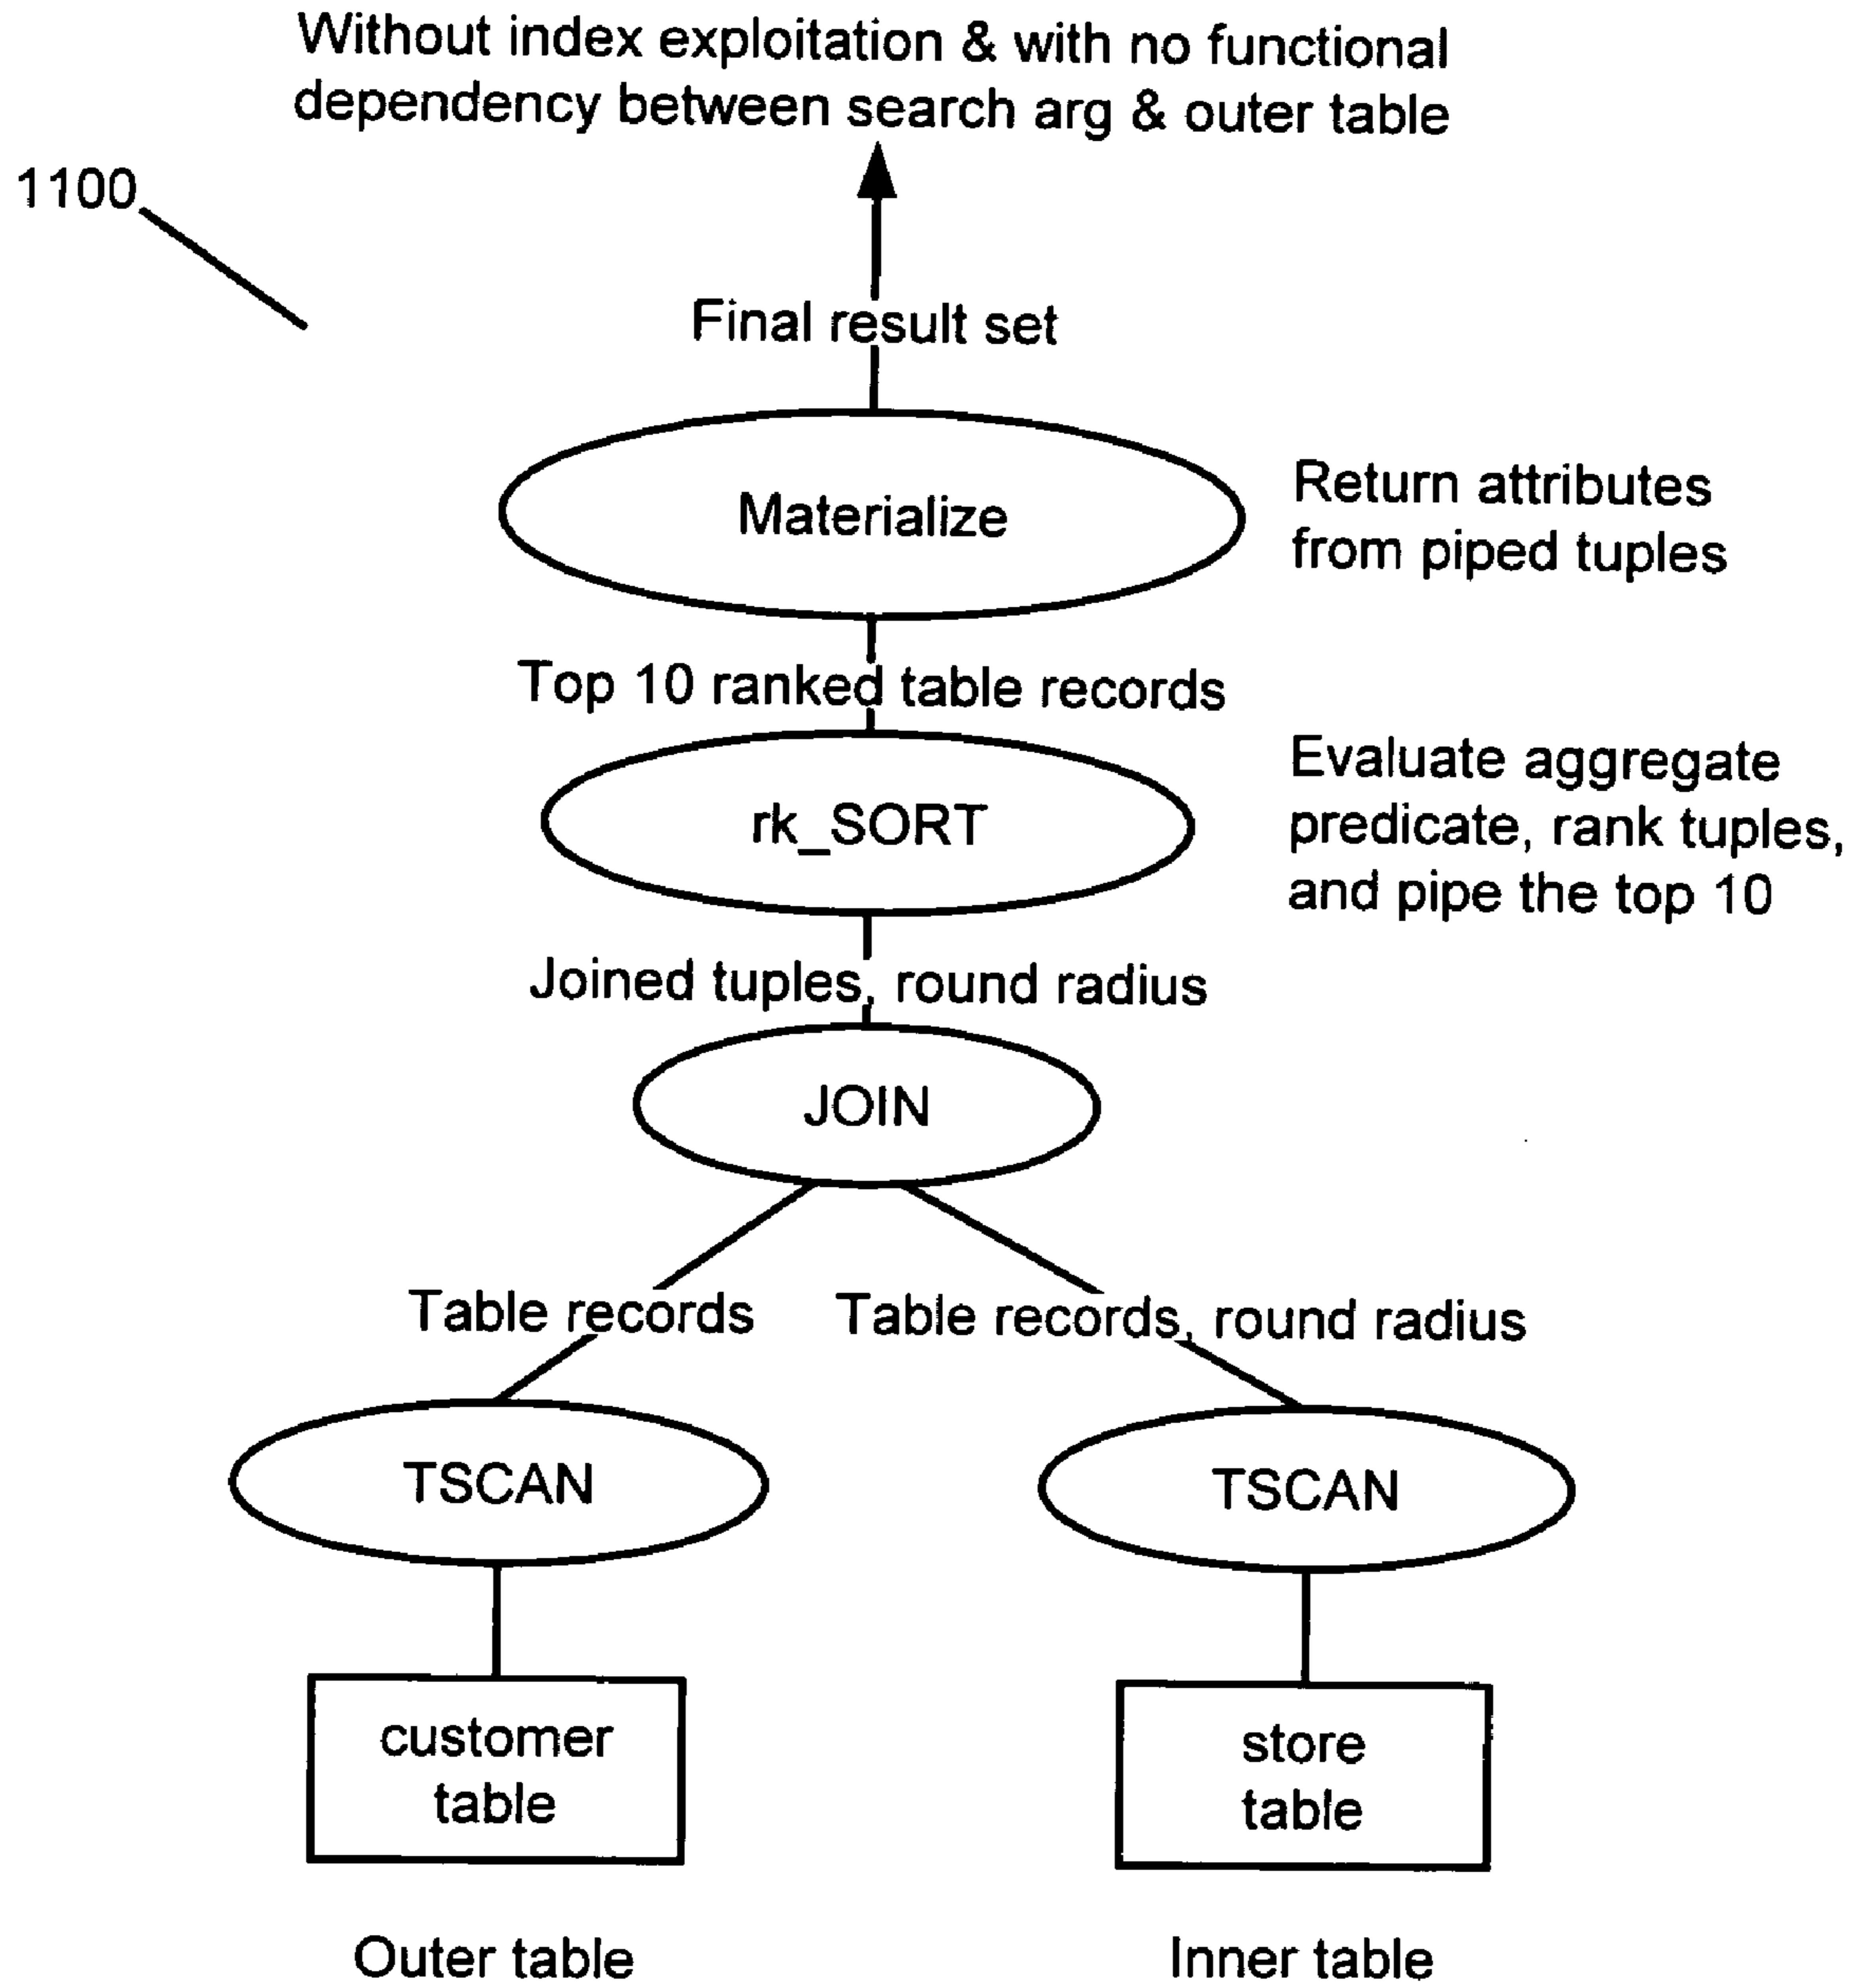 Without index exploitation & with no functional
dependency between search arg & outer table
1100
Final result set
Materialize
Return attributes
from piped tuples
Top 10 ranked table records
rk_SORT
Evaluate aggregate
predicate, rank tuples,
and pipe the top 10
Joined tuples, round radius
JOIN
Table records
Table records, round radius
TSCAN
TSCAN
customer
table
store
table
Outer table
Inner table